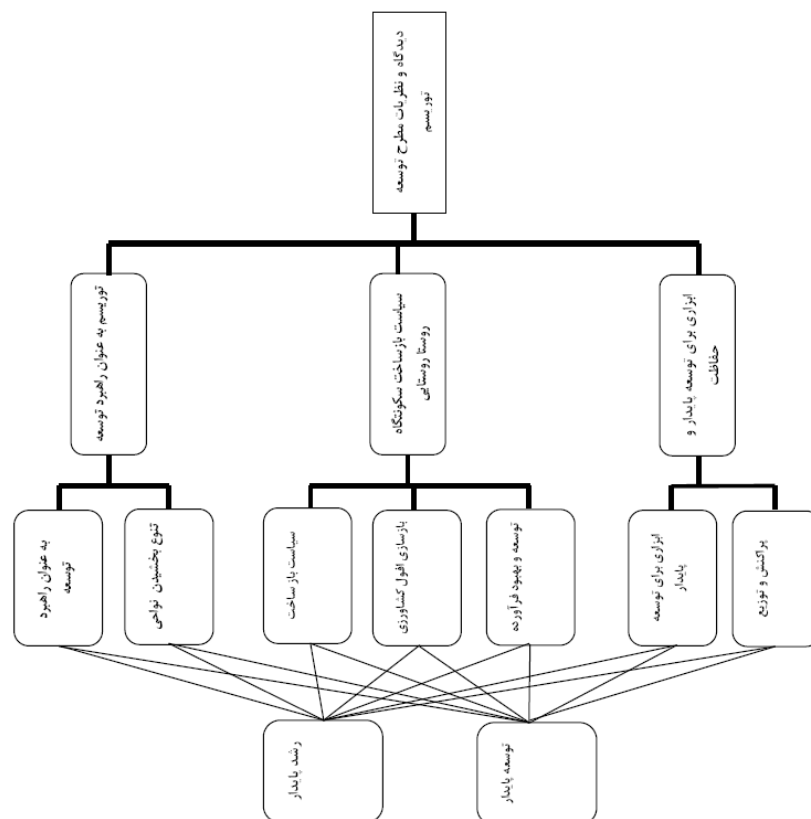 دیدگاه و نظریات مطرح توسعه
توریسم
توریسم به عنوان راهبرد توسعه
سیاست بازساخت سکونتگاه
روستا روستایی
ابزاری برای توسعه پایدار و
حفاظت
به عنوان راهبرد
توسعه
تنوع بخشیدن نواحی
سیاست باز ساخت
بازسازی افول کشاورزی
توسعه و بهبود فرآورده
ابزاری برای توسعه
پایدار
پراکنش و توزیع
رشد پایدار
توسعه پایدار